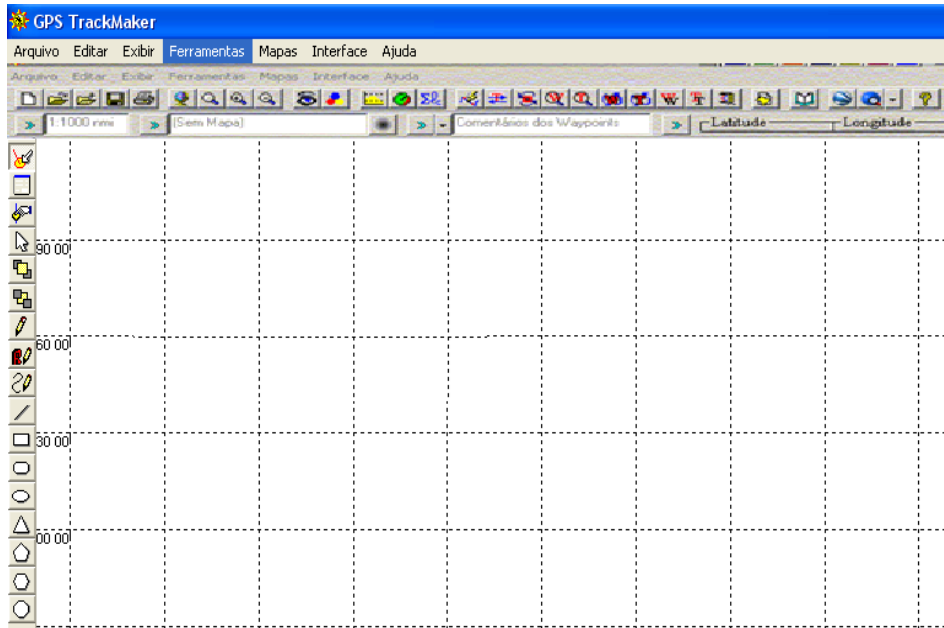 GPS TrackMaker
Arquivo Editar Exibir Ferramentas Mapas Interface Ajuda
Arquivo Editar Exibir Ferramentas Mapas Interface Ajuda
1:1000 nmi (Sem Mapa) Comentários dos Waypoints Latitude Longitude
90 00
60 00
30 00
00 00